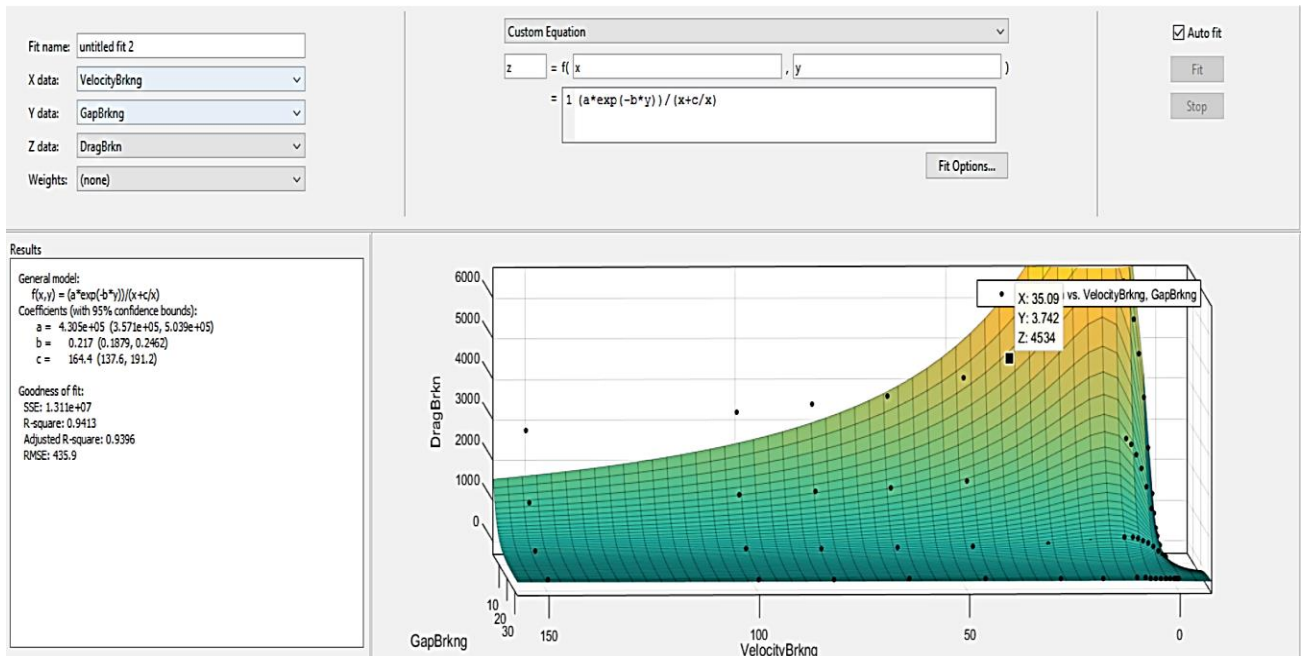 Fit name: untitled fit 2
X data: VelocityBrkng
Y data: GapBrkng
Z data: DragBrkn
Weights: (none)
Custom Equation
z = f( x , y )
= 1 (a*exp(-b*y))/(x+c/x)
Fit Options...
Auto fit
Fit
Stop
Results
General model:
f(x,y) = (a*exp(-b*y))/(x+c/x)
Coefficients (with 95% confidence bounds):
a = 4.305e+05 (3.571e+05, 5.039e+05)
b = 0.217 (0.1879, 0.2462)
c = 164.4 (137.6, 191.2)
Goodness of fit:
SSE: 1.311e+07
R-square: 0.9413
Adjusted R-square: 0.9396
RMSE: 435.9
vs. VelocityBrkng, GapBrkng
X: 35.09
Y: 3.742
Z: 4534
6000
5000
4000
3000
2000
1000
0
DragBrkn
10
20
30
GapBrkng
150
100
50
0
VelocityBrkng